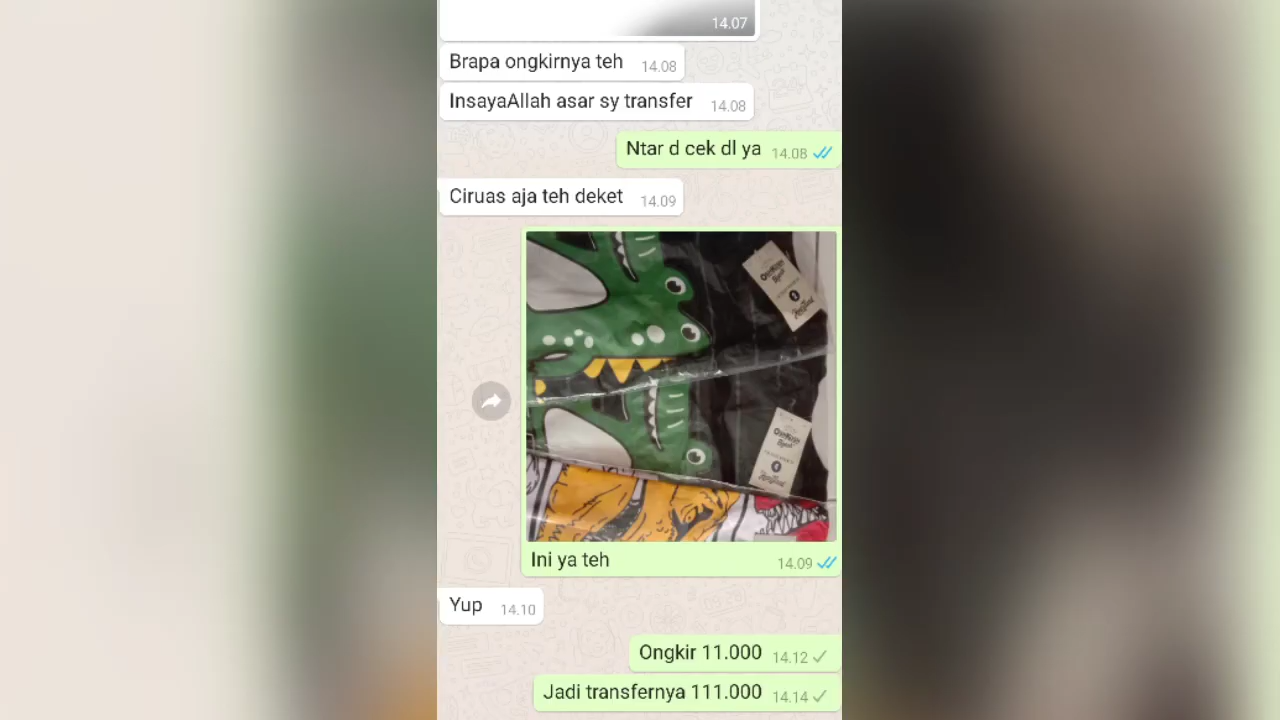 14.07
Brapa ongkirnya teh 14.08
InsayaAllah asar sy transfer 14.08
Ntar d cek dl ya 14.08
Ciruas aja teh deket 14.09
Ini ya teh 14.09
Yup 14.10
Ongkir 11.000 14.12
Jadi transfernya 111.000 14.14